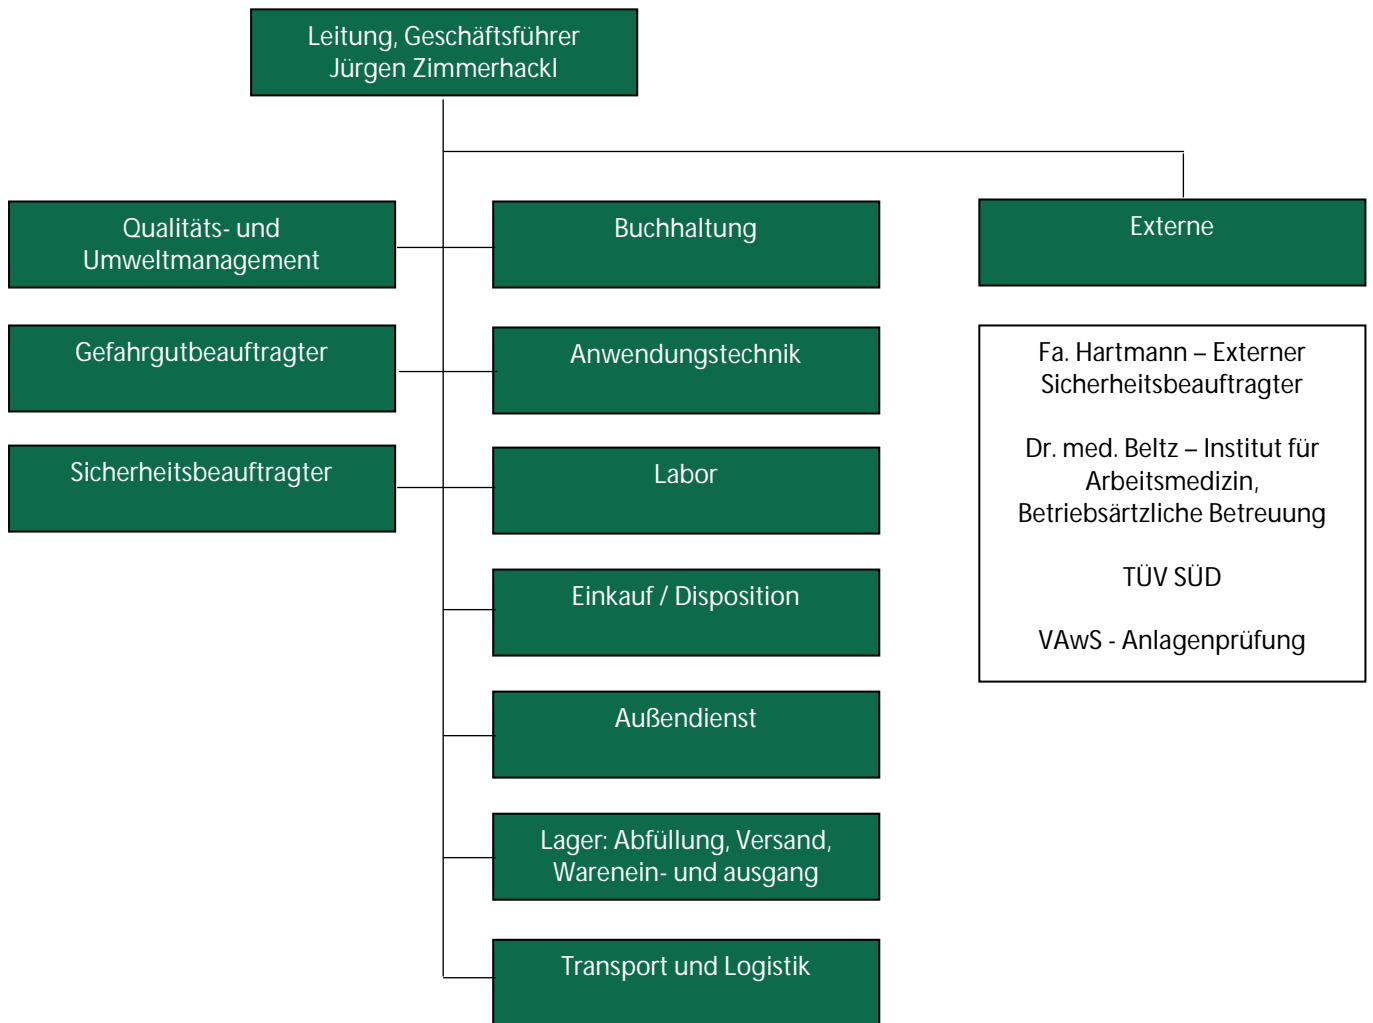 Leitung, Geschäftsführer
Jürgen Zimmerhackl
Qualitäts- und
Umweltmanagement
Buchhaltung
Externe
Gefahrgutbeauftragter
Anwendungstechnik
Sicherheitsbeauftragter
Labor
Einkauf / Disposition
Außendienst
Lager: Abfüllung, Versand,
Warenein- und ausgang
Transport und Logistik
Fa. Hartmann – Externer
Sicherheitsbeauftragter
Dr. med. Beltz – Institut für
Arbeitsmedizin,
Betriebsärtzliche Betreuung
TÜV SÜD
VAwS - Anlagenprüfung